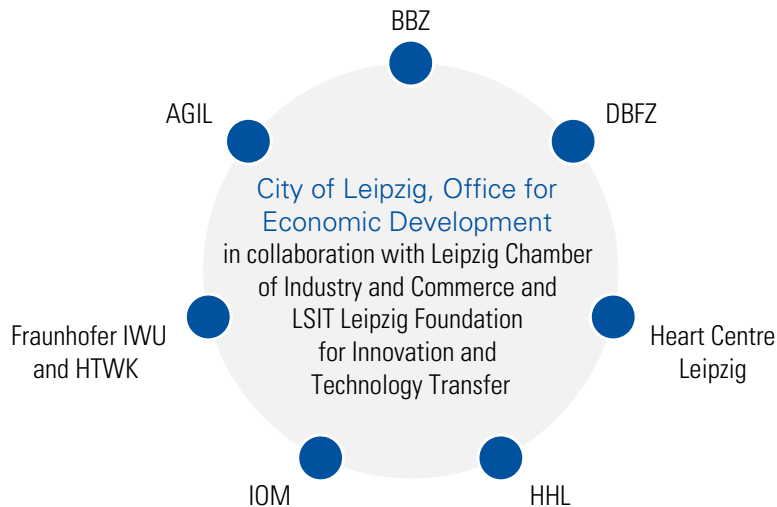 BBZ
AGIL
DBFZ
City of Leipzig, Office for
Economic Development
in collaboration with Leipzig Chamber
of Industry and Commerce and
LSIT Leipzig Foundation
for Innovation and
Technology Transfer
Fraunhofer IWU
and HTWK
Heart Centre
Leipzig
IOM
HHL